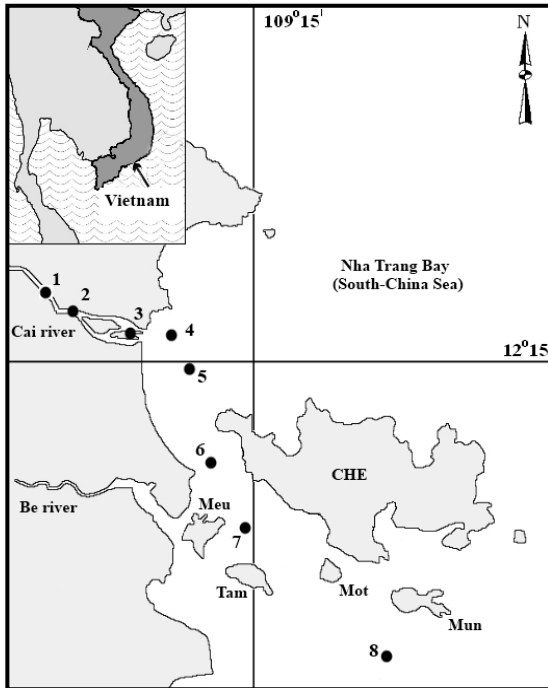 109°15'
N
Vietnam
Nha Trang Bay
(South-China Sea)
1
2
3
4
Cai river
12°15
5
6
CHE
Be river
Meu
7
Tam
Mot
Mun
8